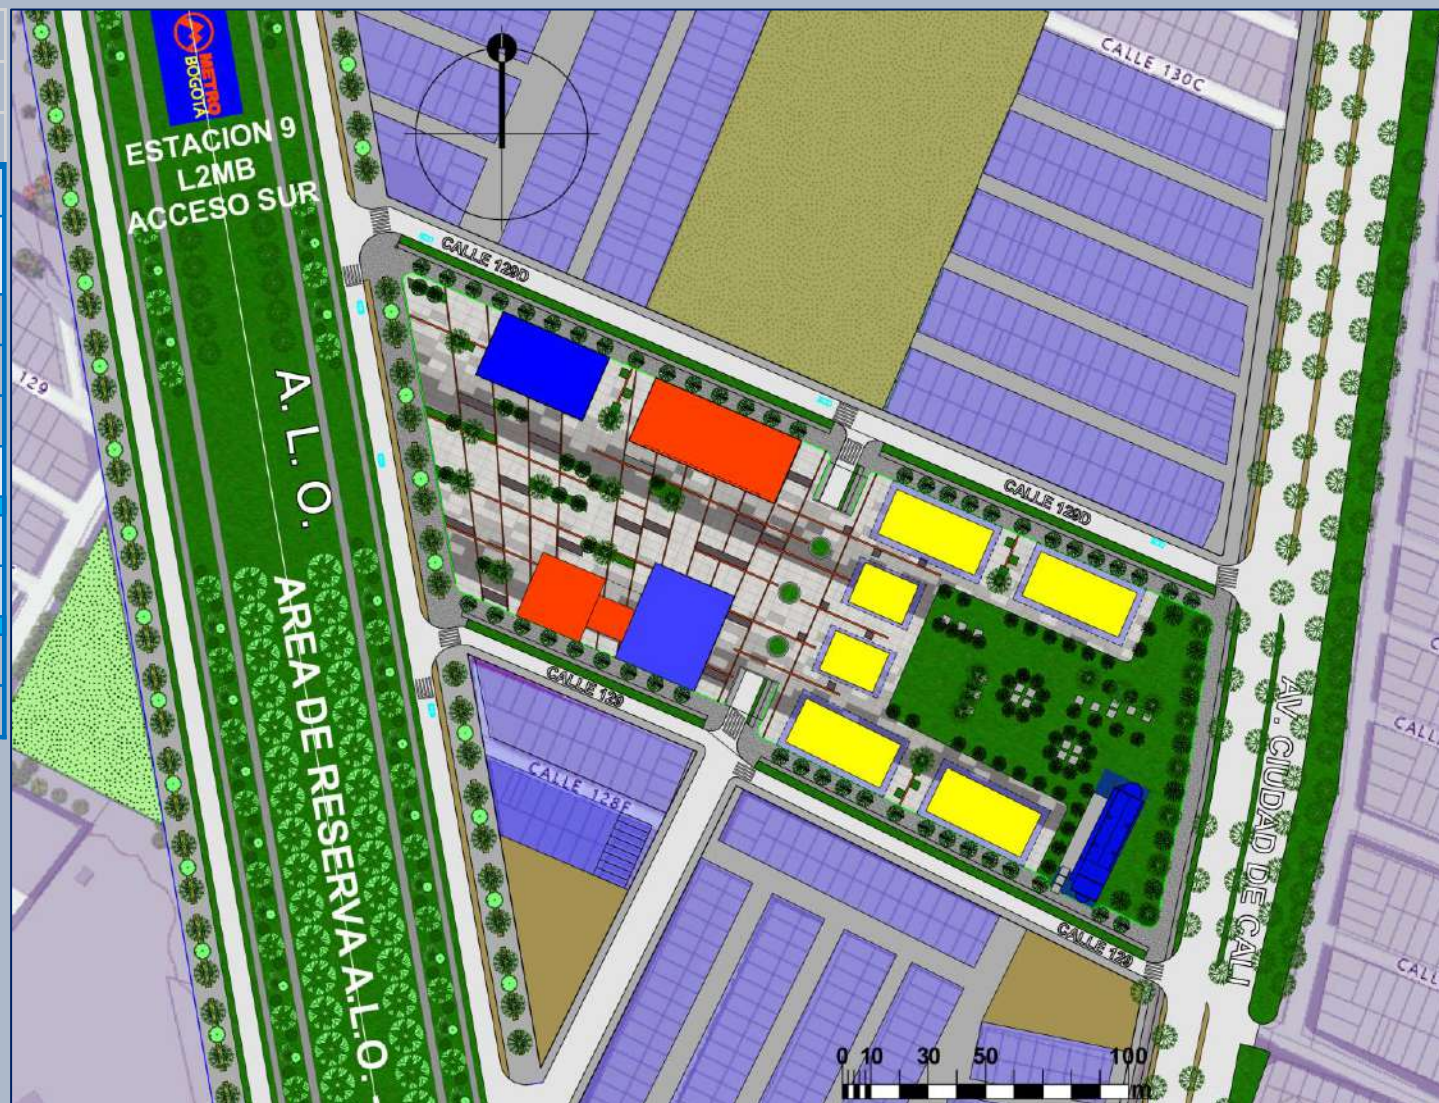 METRO
BOGOTÁ
ESTACION 9
L2MB
ACCESO SUR
CALLE 130C
CALLE 129D
129
A. L. O.
CALLE 129D
AREA DE RESERVA A.L.O.
CALLE 129
CALLE 128F
AV. CIUDAD DE CALI
CALLE 129
0 10 30 50 100
m